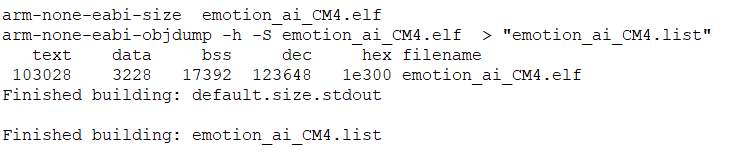 arm-none-eabi-size  emotion_ai_CM4.elf
arm-none-eabi-objdump -h -S emotion_ai_CM4.elf  > "emotion_ai_CM4.list"
   text    data     bss     dec     hex filename
 103028    3228   17392  123648   1e300 emotion_ai_CM4.elf
Finished building: default.size.stdout

Finished building: emotion_ai_CM4.list